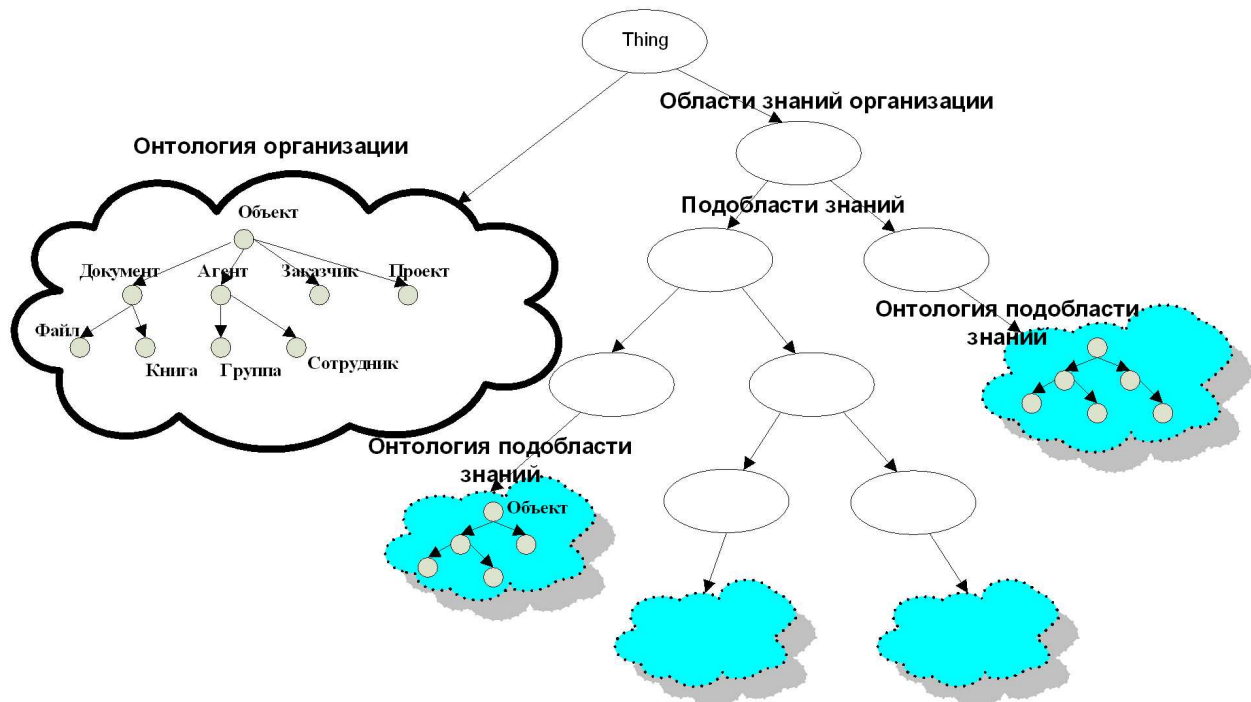 Thing
Области знаний организации
Онтология организации
Подобласти знаний
Объект
Документ
Агент
Заказчик
Проект
Файл
Книга
Группа
Сотрудник
Онтология подобласти
знаний
Онтология подобласти
знаний
Объект